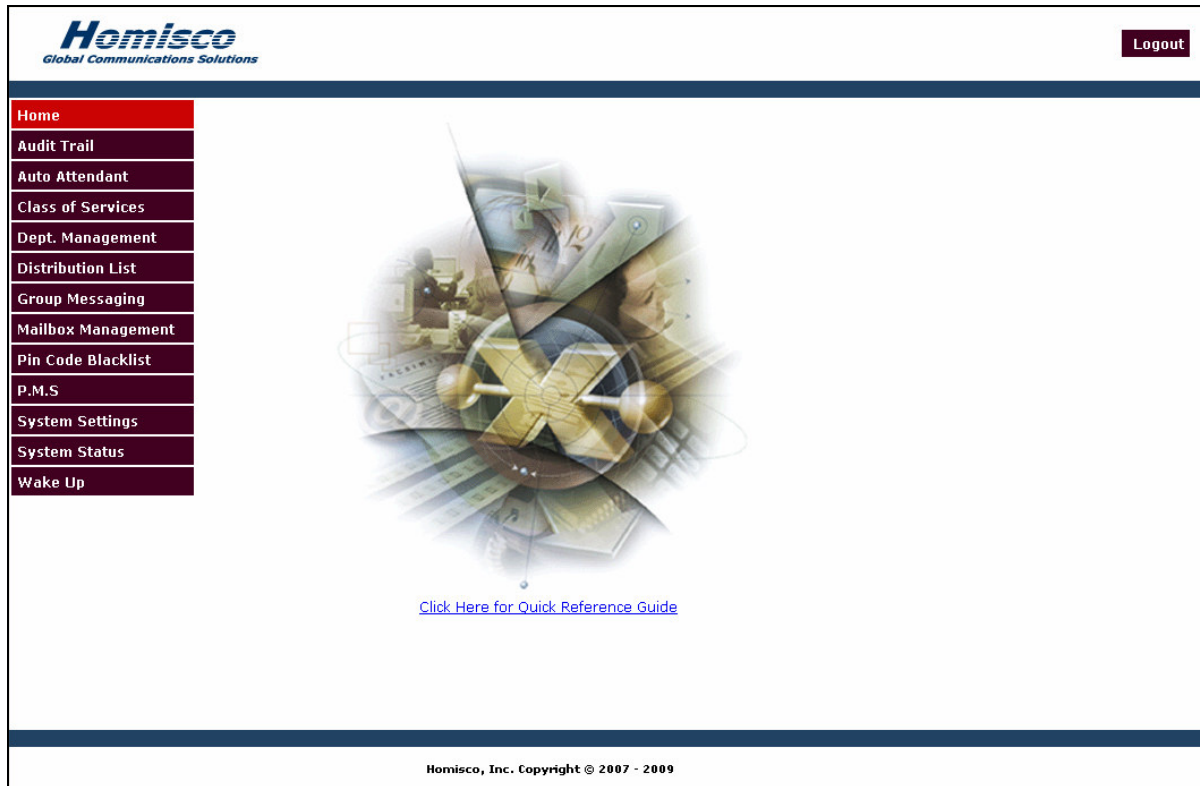 Homisco
Global Communications Solutions
Logout
Home
Audit Trail
Auto Attendant
Class of Services
Dept. Management
Distribution List
Group Messaging
Mailbox Management
Pin Code Blacklist
P.M.S
System Settings
System Status
Wake Up
10
@
X
Click Here for Quick Reference Guide
Homisco, Inc. Copyright © 2007 - 2009